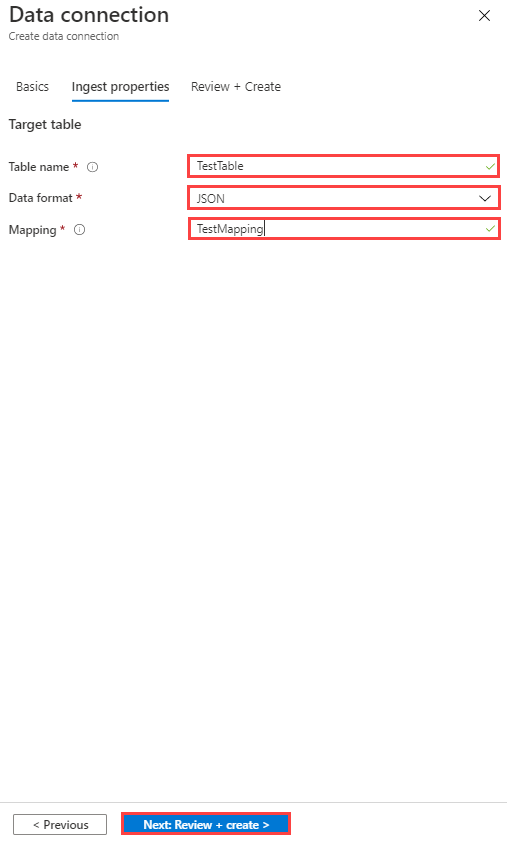 Data connection
Create data connection
Basics Ingest properties Review + Create
Target table
Table name * TestTable
Data format * JSON
Mapping * TestMapping
< Previous Next: Review + create >